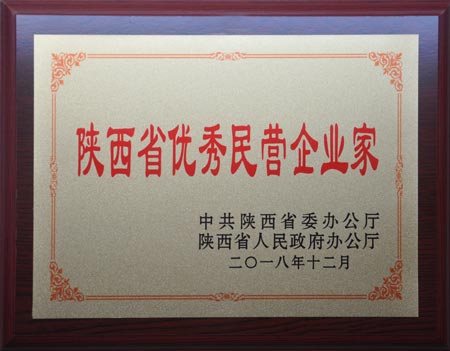 陕西省优秀民营企业家
中共陕西省委办公厅
陕西省人民政府办公厅
二〇一八年十二月